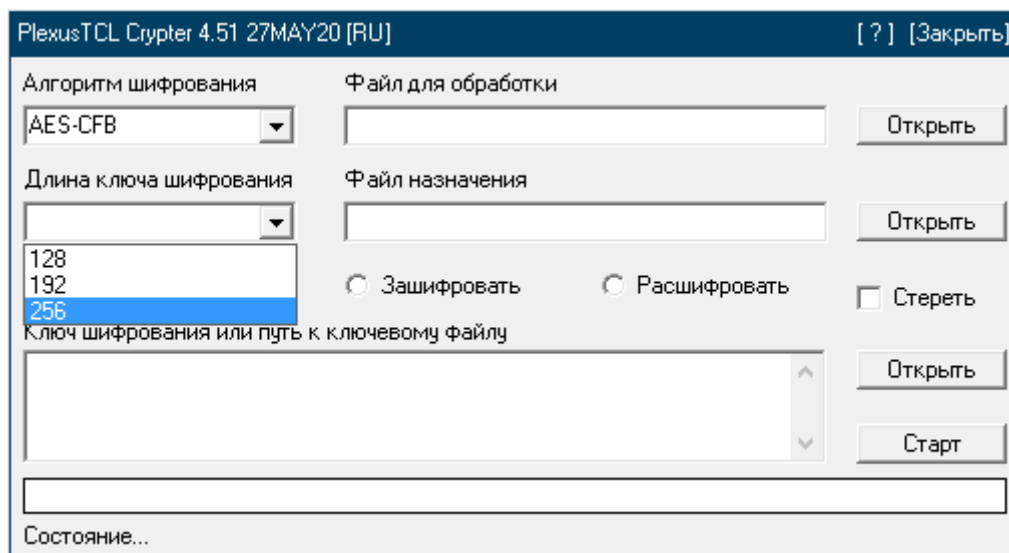 PlexusTCL Crypter 4.51 27MAY20 [RU] [ ? ] [Закрыть]
Алгоритм шифрования Файл для обработки
AES-CFB Открыть
Длина ключа шифрования Файл назначения
Открыть
128
192 Зашифровать Расшифровать
256 Стереть
Ключ шифрования или путь к ключевому файлу
Открыть
Старт
Состояние...